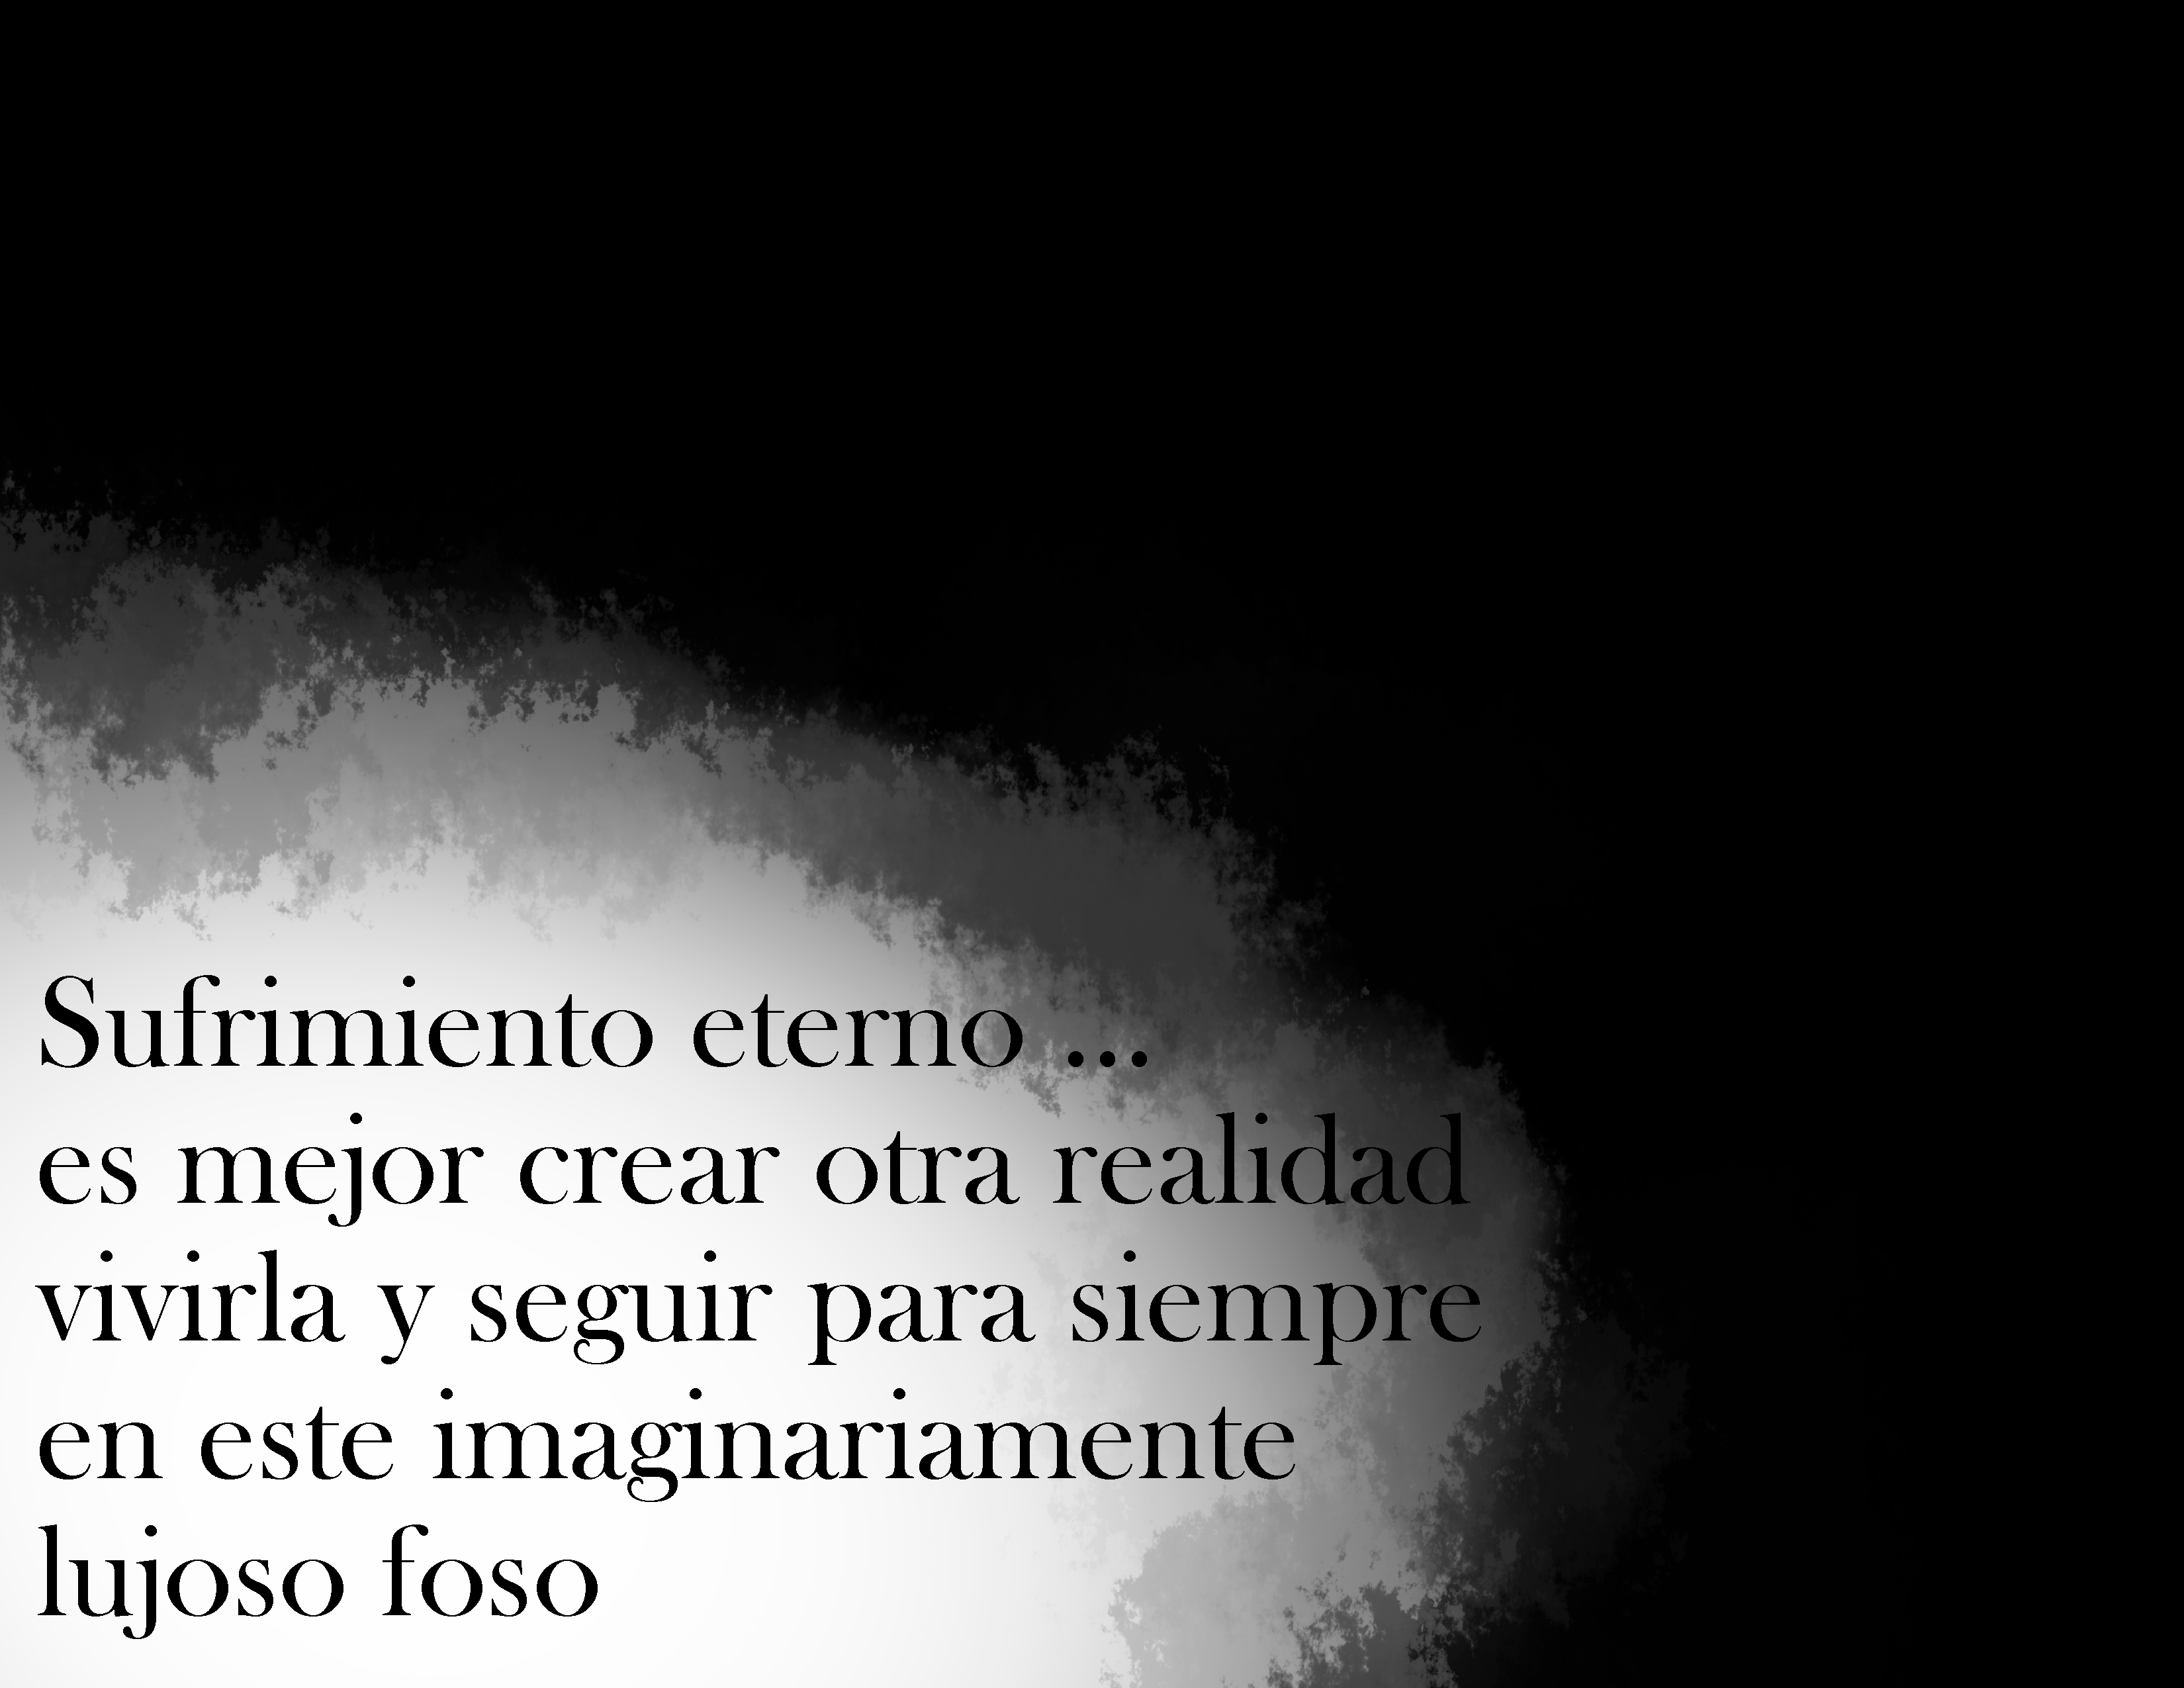 Sufrimiento eterno ...
es mejor crear otra realidad
vivirla y seguir para siempre
en este imaginariamente
lujoso foso